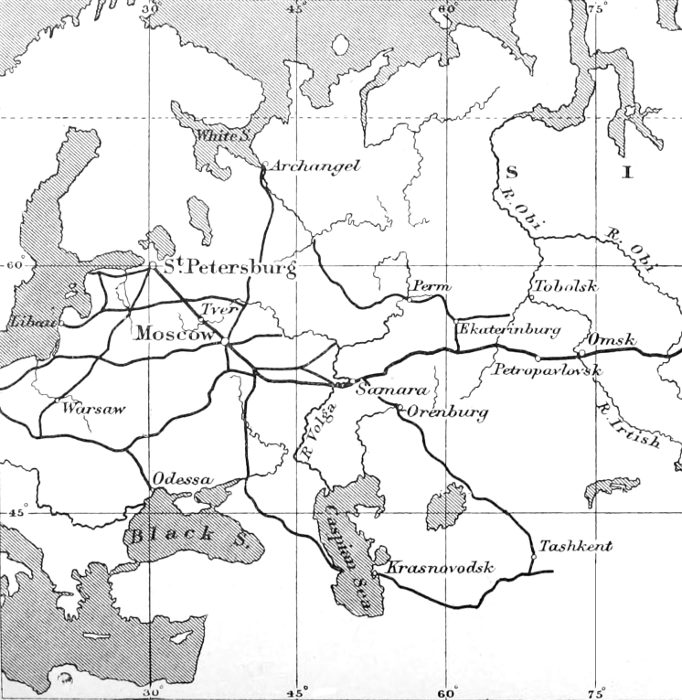 30°
45°
60°
75°
White S.
Archangel
S
I
R. Obi
R. Obi
60°
St. Petersburg
Perm
Tobolsk
Libau
Tver
Moscow
Ekaterinburg
Omsk
Petropavlovsk
Samara
Warsaw
Orenburg
R. Volga
R. Irtish
Odessa
45°
Black S.
Caspian Sea
Tashkent
Krasnovodsk
30°
45°
60°
75°